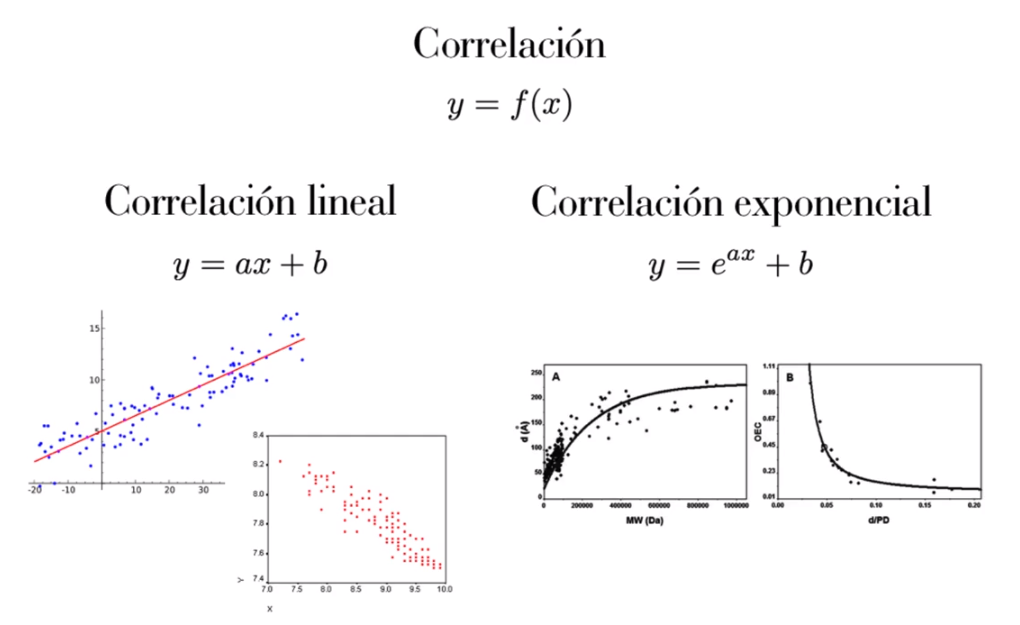 Correlación
y = f(x)
Correlación lineal
y = ax + b
Correlación exponencial
y = e^{ax} + b
15
10
5
-20 -10 10 20 30
8.4
8.2
8.0
7.8
7.6
7.4
Y
7.0 7.5 8.0 8.5 9.0 9.5 10.0
X
A
250
200
150
100
50
0
d (Å)
0 200000 400000 600000 800000 1000000
MW (Da)
B
1.11
0.89
0.67
0.45
0.23
0.01
OEC
0.00 0.05 0.10 0.15 0.20
d/PD